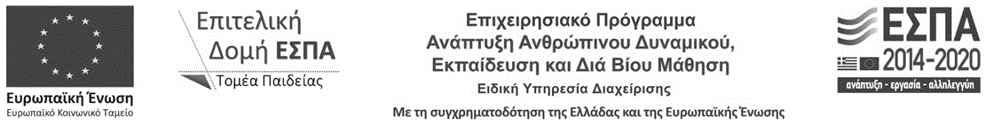 Ευρωπαϊκή Ένωση
Ευρωπαϊκό Κοινωνικό Ταμείο
Επιτελική
Δομή ΕΣΠΑ
Τομέα Παιδείας
Επιχειρησιακό Πρόγραμμα
Ανάπτυξη Ανθρώπινου Δυναμικού,
Εκπαίδευση και Διά Βίου Μάθηση
Ειδική Υπηρεσία Διαχείρισης
Με τη συγχρηματοδότηση της Ελλάδας και της Ευρωπαϊκής Ένωσης
ΕΣΠΑ
2014-2020
ανάπτυξη - εργασία - αλληλεγγύη